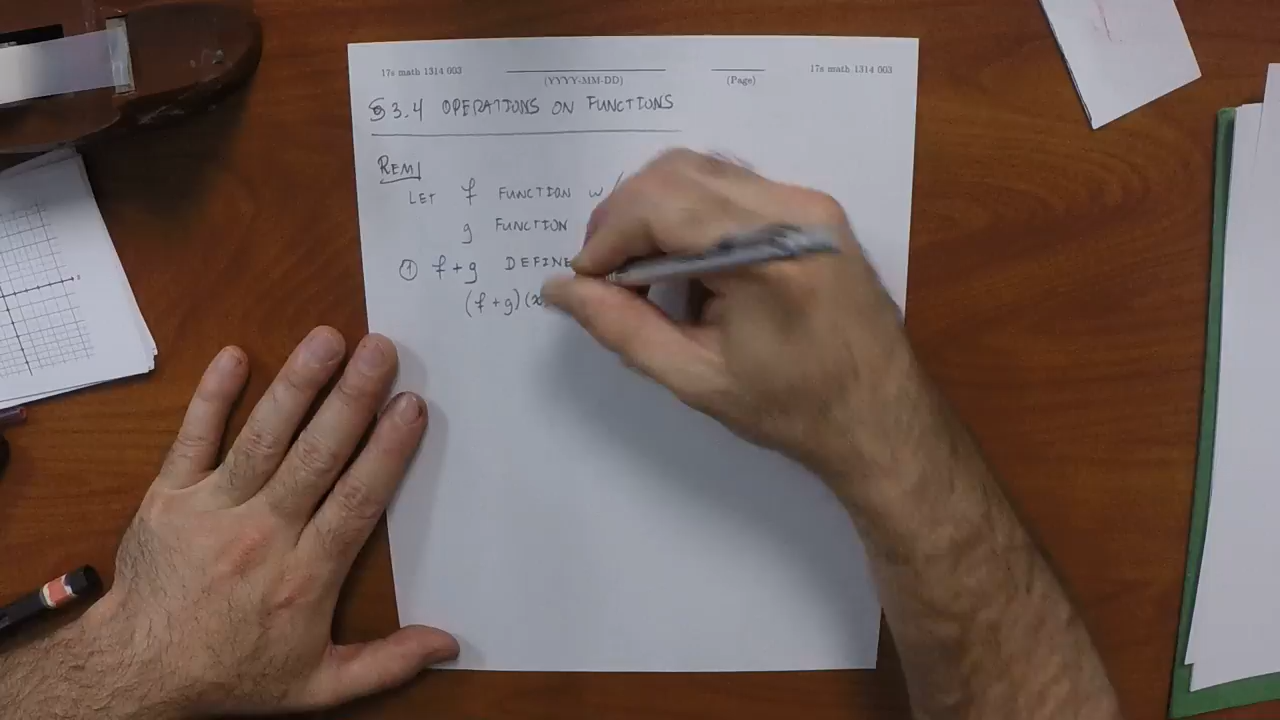 17s math 1314 003 (YYYY-MM-DD) (Page) 17s math 1314 003
§3.4 OPERATIONS ON FUNCTIONS
REM
LET f FUNCTION w/
g FUNCTION
① f+g DEFINE
(f+g)(x